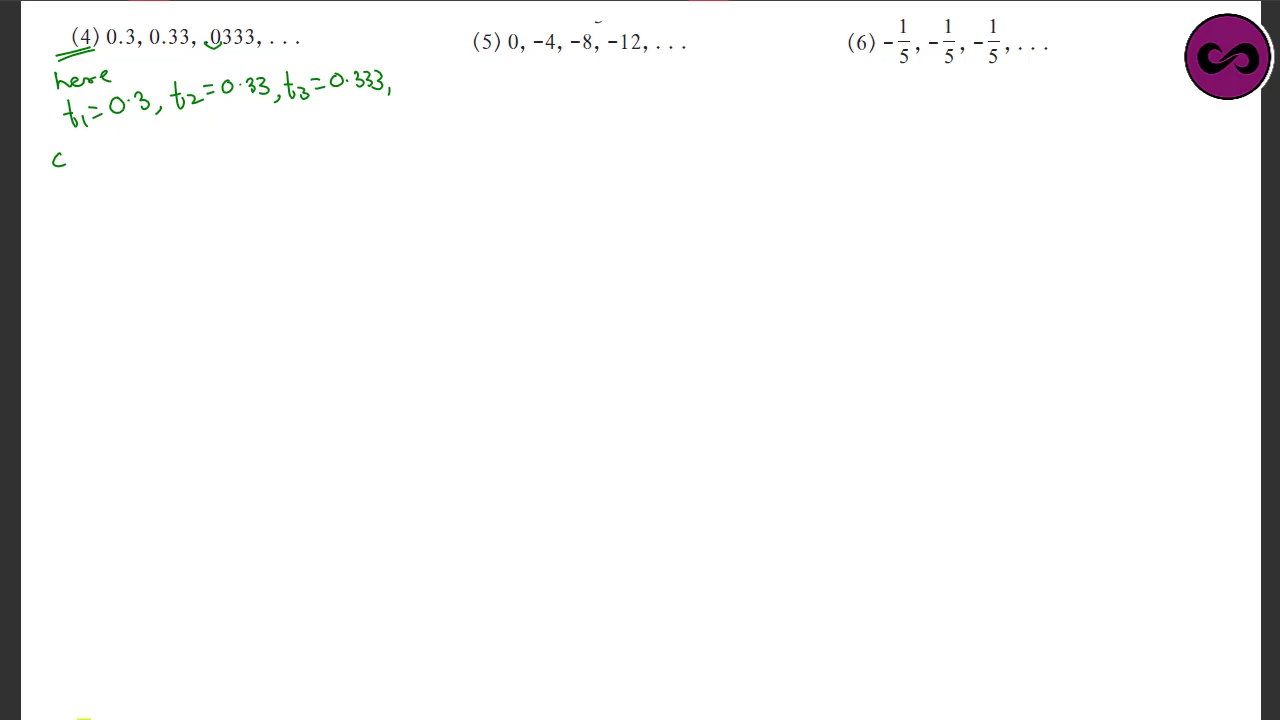 (4) 0.3, 0.33, .0333, . . .
(5) 0, -4, -8, -12, . . .
(6) -1/5, -1/5, -1/5, . . .
here
t₁=0.3, t₂=0.33, t₃=0.333,
C